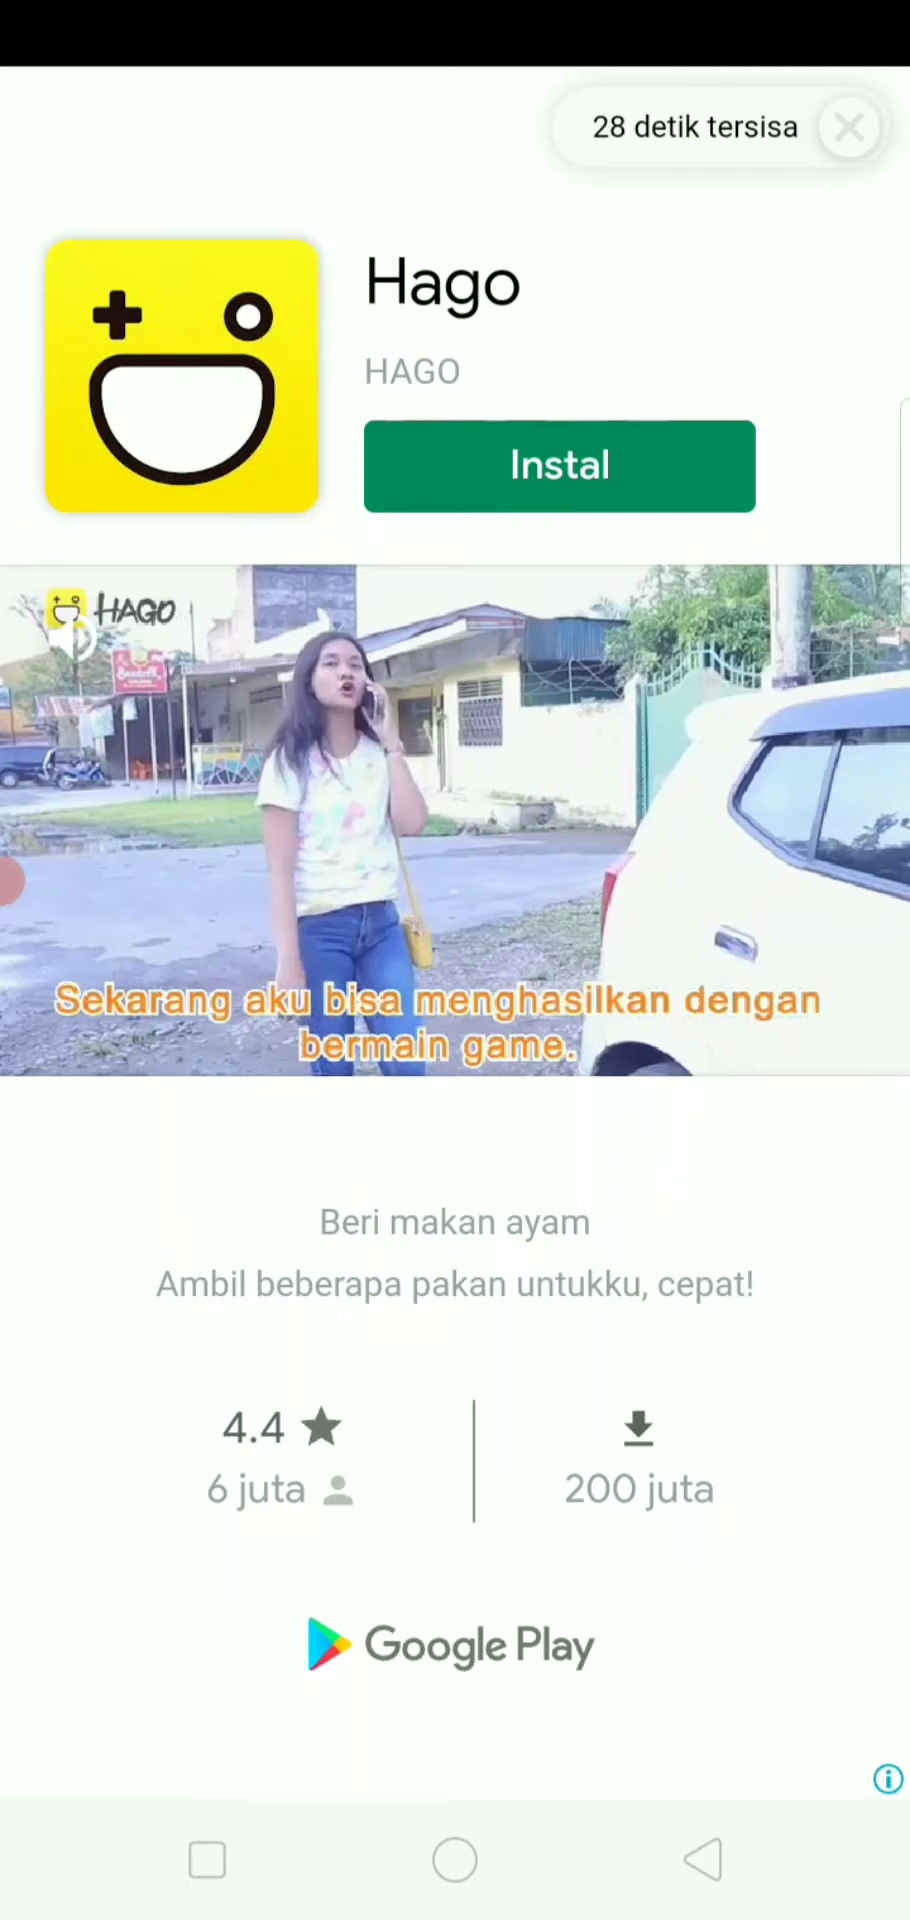 28 detik tersisa
Hago
HAGO
Instal
HAGO
Sekarang aku bisa menghasilkan dengan
bermain game.
Beri makan ayam
Ambil beberapa pakan untukku, cepat!
4.4
6 juta
200 juta
Google Play